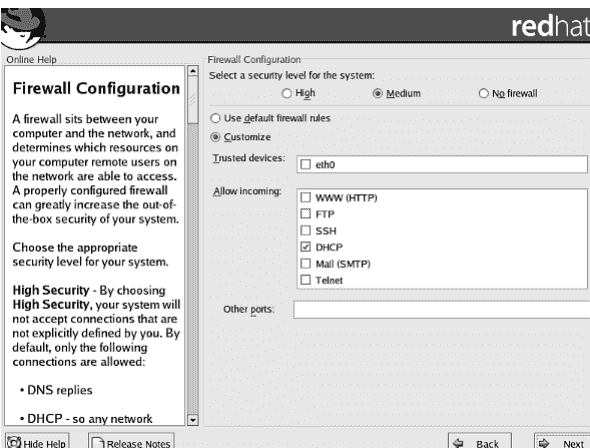 redhat
Online Help
Firewall Configuration
A firewall sits between your
computer and the network, and
determines which resources on
your computer remote users on
the network are able to access.
A properly configured firewall
can greatly increase the out-of-
the-box security of your system.
Choose the appropriate
security level for your system.
High Security - By choosing
High Security, your system will
not accept connections that are
not explicitly defined by you. By
default, only the following
connections are allowed:
• DNS replies
• DHCP - so any network
Firewall Configuration
Select a security level for the system:
High Medium No firewall
Use default firewall rules
Customize
Trusted devices: eth0
Allow incoming: WWW (HTTP)
FTP
SSH
DHCP
Mail (SMTP)
Telnet
Other ports:
Hide Help Release Notes Back Next